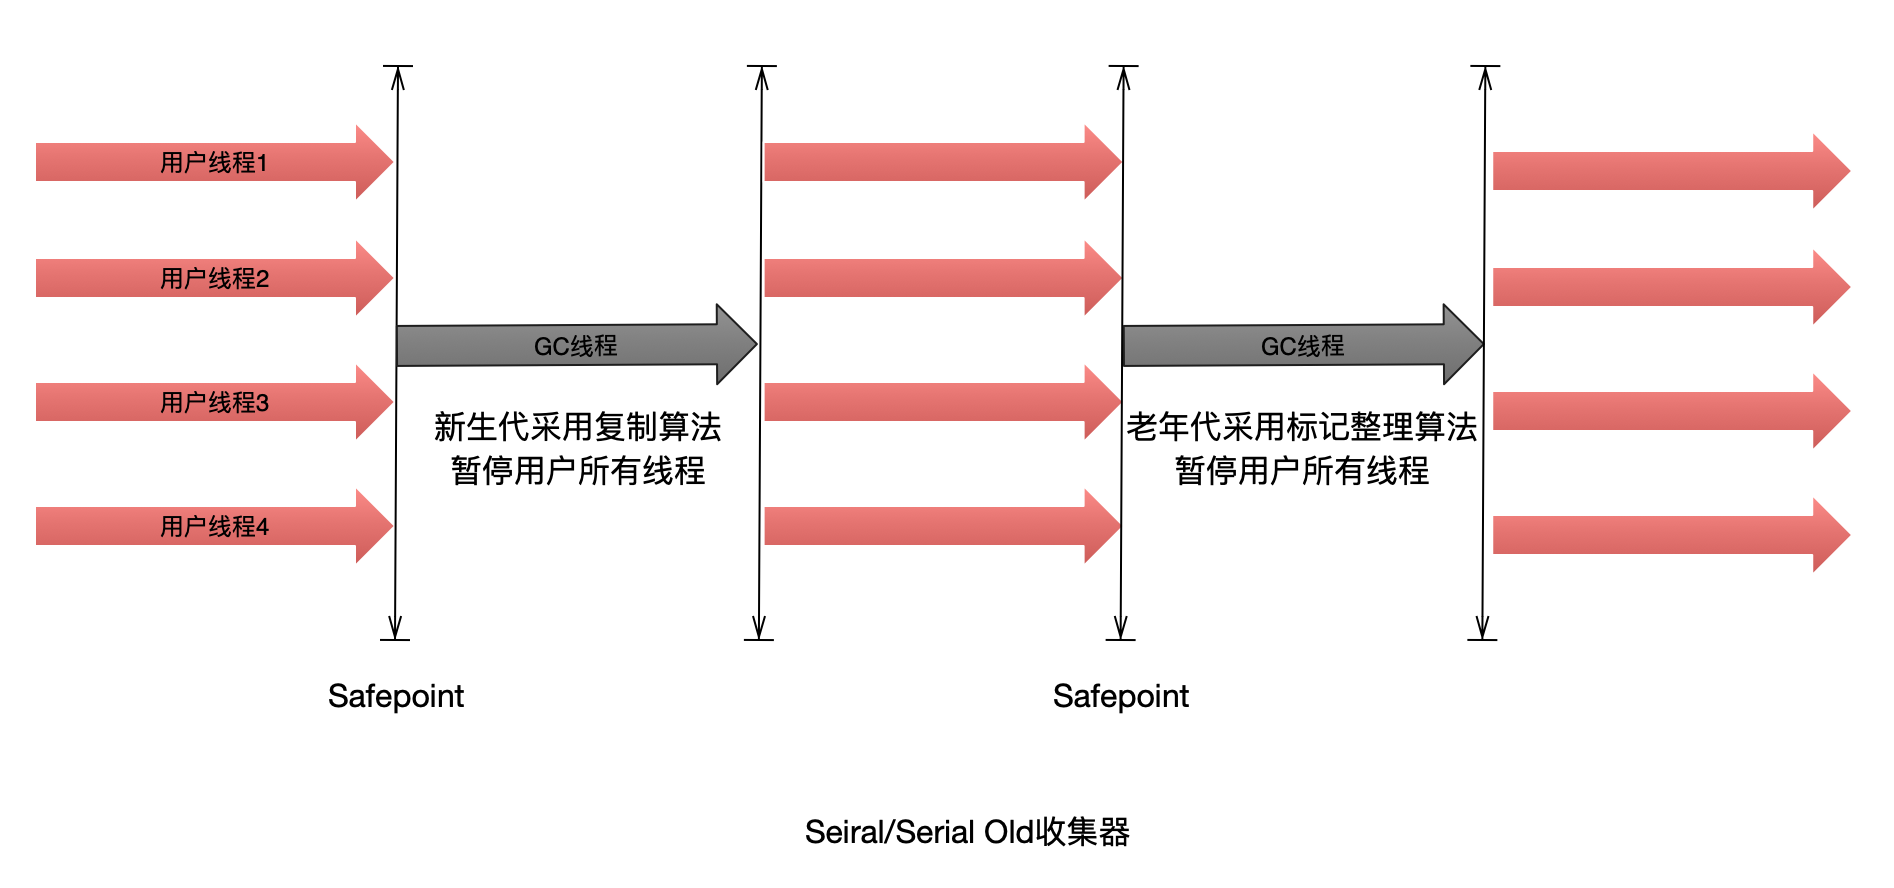 用户线程1
用户线程2
GC线程
GC线程
用户线程3
新生代采用复制算法
暂停用户所有线程
老年代采用标记整理算法
暂停用户所有线程
用户线程4
Safepoint
Safepoint
Seiral/Serial Old收集器